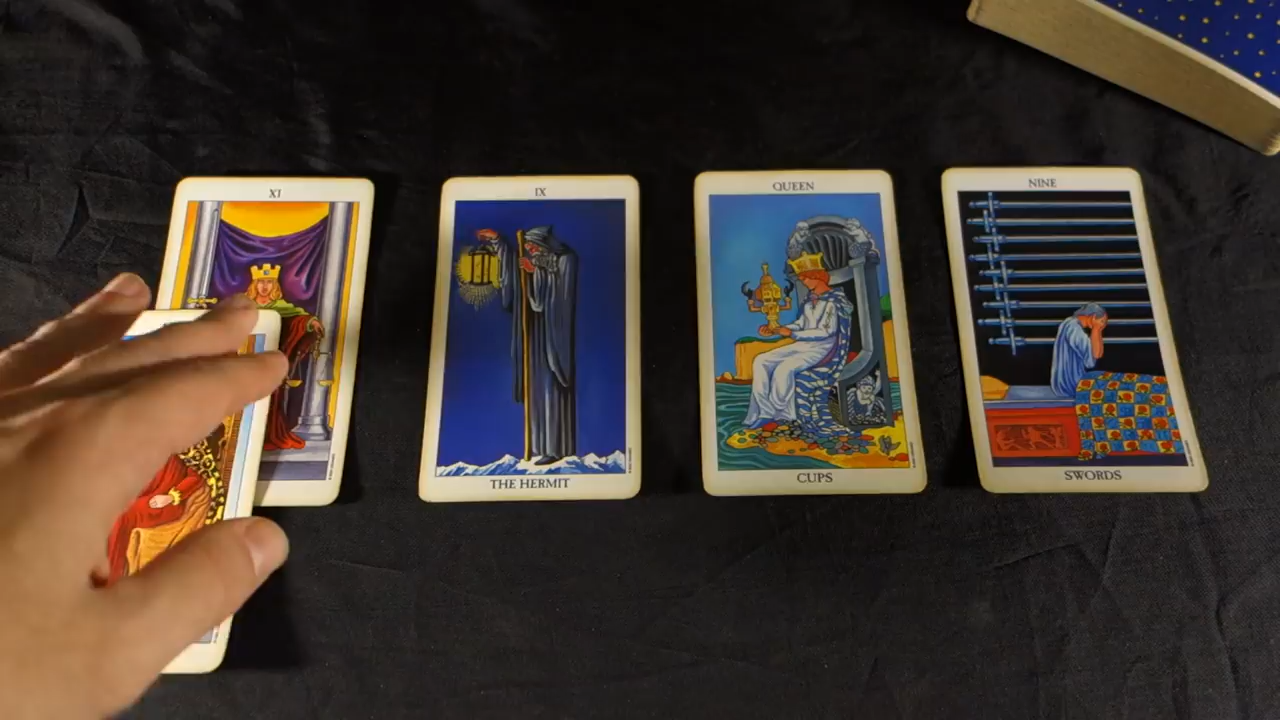 XI
IX
THE HERMIT
QUEEN
CUPS
NINE
SWORDS